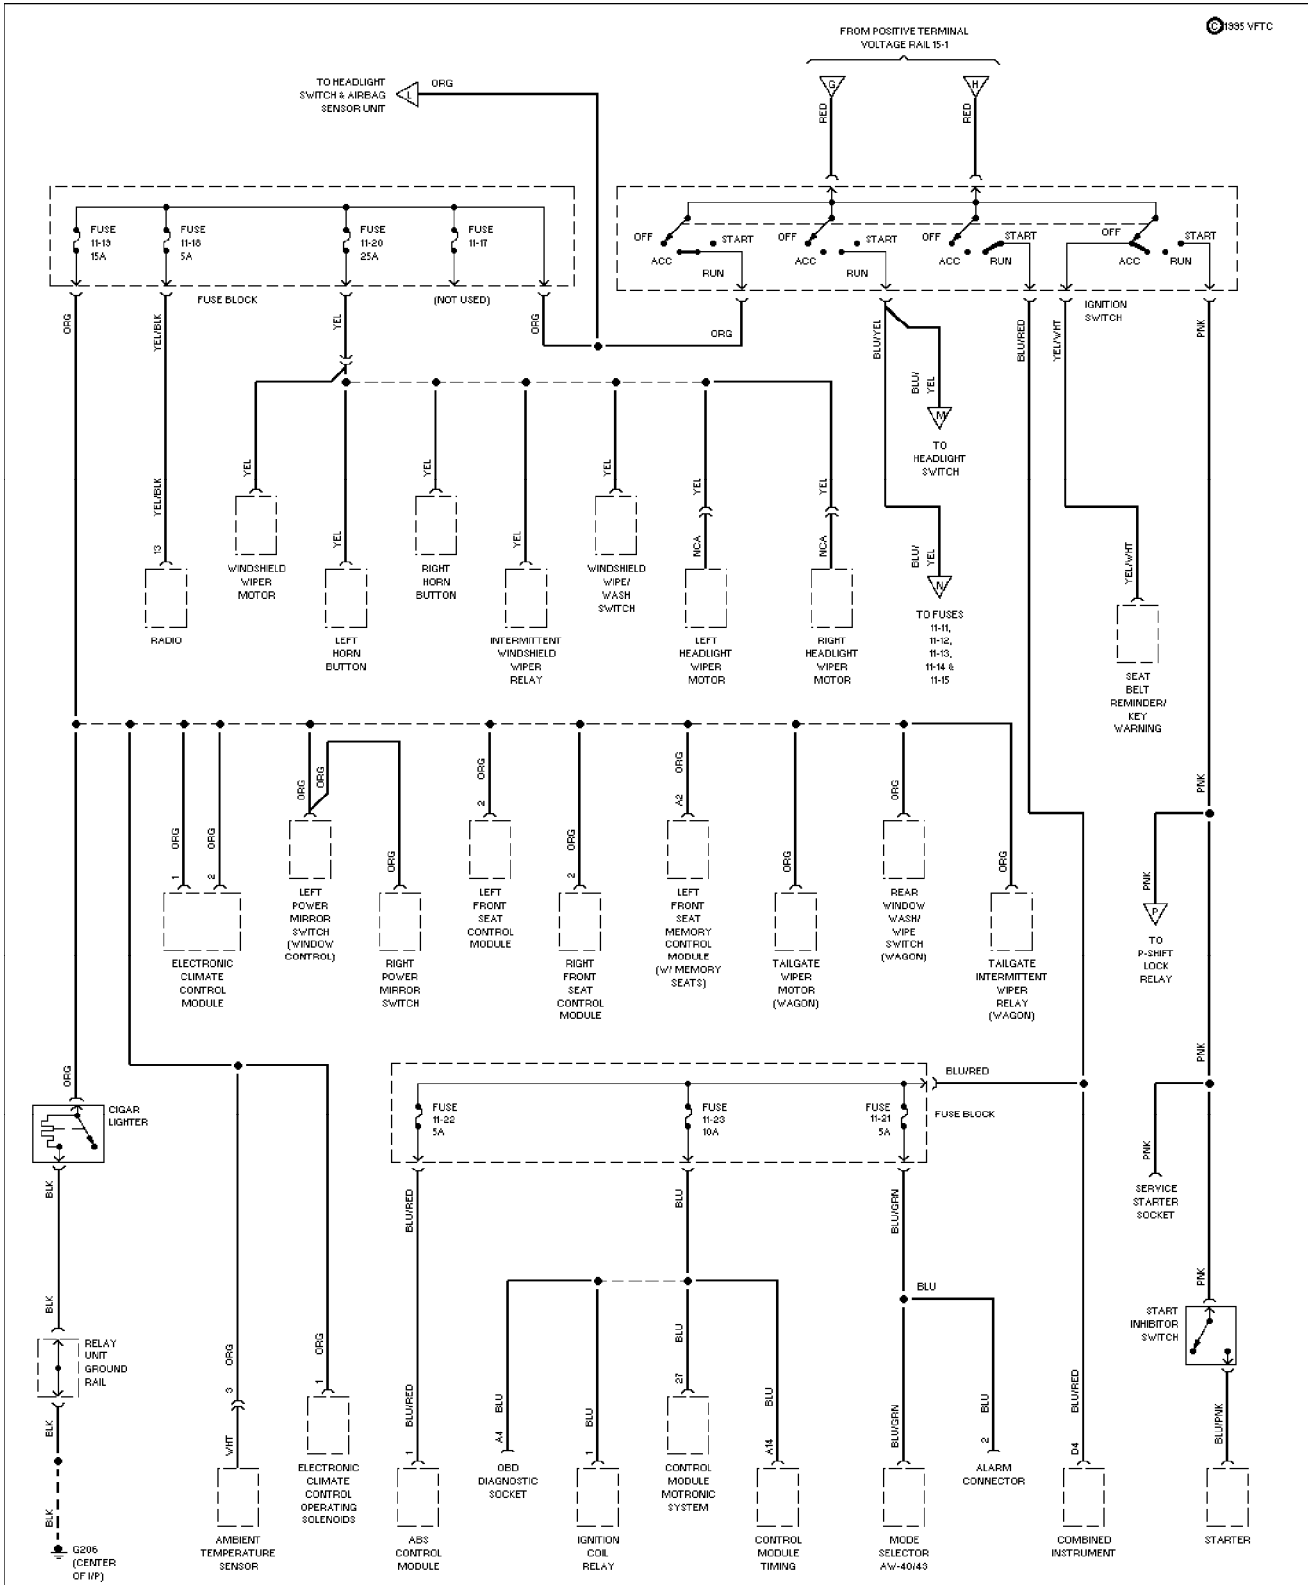 ©1995 VFTC
FROM POSITIVE TERMINAL
VOLTAGE RAIL 15-1
TO HEADLIGHT
SWITCH & AIRBAG
SENSOR UNIT
L
ORG
G
H
RED
RED
FUSE
11-19
15A
FUSE
11-18
5A
FUSE
11-20
25A
FUSE
11-17
FUSE BLOCK
(NOT USED)
OFF
START
ACC
RUN
OFF
START
ACC
RUN
OFF
START
ACC
RUN
OFF
START
ACC
RUN
IGNITION
SWITCH
ORG
YEL/BLK
YEL
ORG
ORG
BLU/YEL
BLU/RED
YEL/WHT
PNK
BLU/
YEL
M
TO
HEADLIGHT
SWITCH
YEL/BLK
13
YEL
YEL
YEL
YEL
YEL
YEL
NCA
YEL
NCA
BLU/
YEL
N
TO FUSES
11-11,
11-12,
11-13,
11-14 &
11-15
YEL/WHT
RADIO
WINDSHIELD
WIPER
MOTOR
LEFT
HORN
BUTTON
RIGHT
HORN
BUTTON
INTERMITTENT
WINDSHIELD
WIPER
RELAY
WINDSHIELD
WIPE/
WASH
SWITCH
LEFT
HEADLIGHT
WIPER
MOTOR
RIGHT
HEADLIGHT
WIPER
MOTOR
SEAT
BELT
REMINDER/
KEY
WARNING
ORG
1
ORG
2
ORG
ORG
ORG
ORG
2
ORG
2
ORG
A2
ORG
ORG
ORG
PNK
PNK
P
TO
P-SHIFT
LOCK
RELAY
ELECTRONIC
CLIMATE
CONTROL
MODULE
LEFT
POWER
MIRROR
SWITCH
(WINDOW
CONTROL)
RIGHT
POWER
MIRROR
SWITCH
LEFT
FRONT
SEAT
CONTROL
MODULE
RIGHT
FRONT
SEAT
CONTROL
MODULE
LEFT
FRONT
SEAT
MEMORY
CONTROL
MODULE
(W/ MEMORY
SEATS)
TAILGATE
WIPER
MOTOR
(WAGON)
REAR
WINDOW
WASH/
WIPE
SWITCH
(WAGON)
TAILGATE
INTERMITTENT
WIPER
RELAY
(WAGON)
ORG
CIGAR
LIGHTER
FUSE
11-22
5A
FUSE
11-23
10A
FUSE
11-21
5A
BLU/RED
FUSE BLOCK
PNK
PNK
SERVICE
STARTER
SOCKET
BLK
BLU/RED
BLU
BLU/GRN
BLK
BLU
PNK
START
INHIBITOR
SWITCH
RELAY
UNIT
GROUND
RAIL
ORG
3
WHT
ORG
1
BLU/RED
1
BLU
A4
BLU
1
BLU
27
BLU
A14
BLU/GRN
BLU
2
BLU/RED
D4
BLU/PNK
BLK
BLK
G206
(CENTER
OF I/P)
AMBIENT
TEMPERATURE
SENSOR
ELECTRONIC
CLIMATE
CONTROL
OPERATING
SOLENOIDS
ABS
CONTROL
MODULE
OBD
DIAGNOSTIC
SOCKET
IGNITION
COIL
RELAY
CONTROL
MODULE
MOTRONIC
SYSTEM
CONTROL
MODULE
TIMING
MODE
SELECTOR
AW-40/43
ALARM
CONNECTOR
COMBINED
INSTRUMENT
STARTER